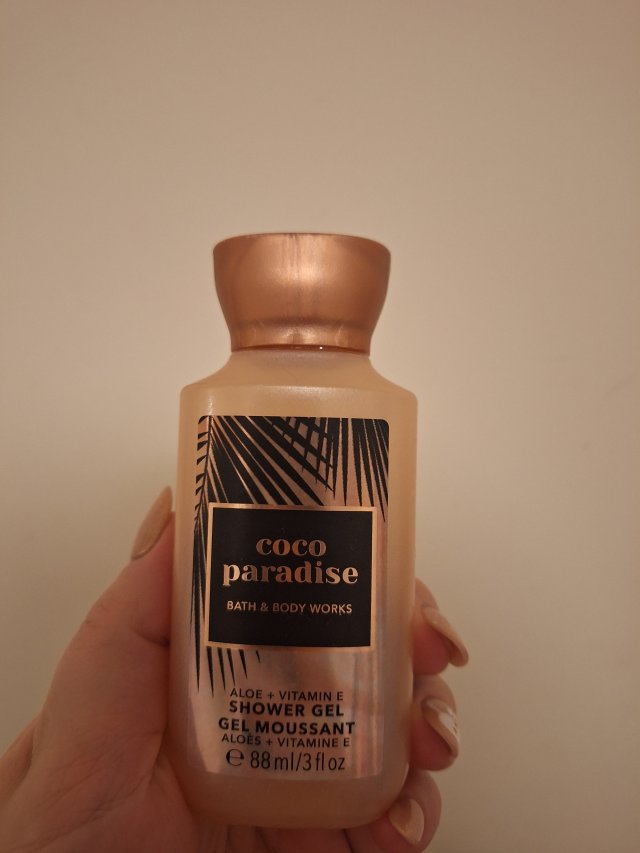 coco
paradise
BATH & BODY WORKS
ALOE + VITAMIN E
SHOWER GEL
GEL MOUSSANT
ALOÈS + VITAMINE E
℮ 88 ml/3 fl oz